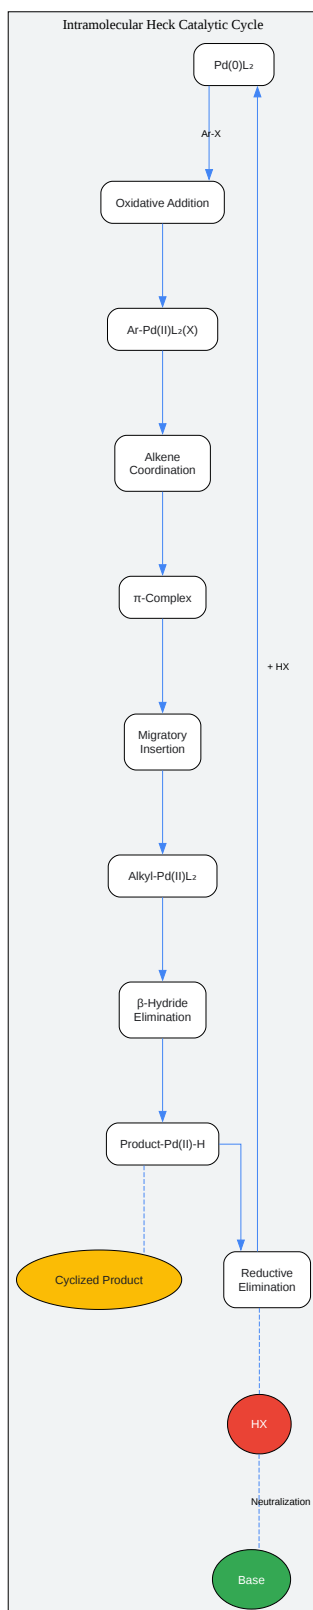 Intramolecular Heck Catalytic Cycle
Pd(0)L₂
Ar-X
Oxidative Addition
Ar-Pd(II)L₂(X)
Alkene
Coordination
π-Complex
+ HX
Migratory
Insertion
Alkyl-Pd(II)L₂
β-Hydride
Elimination
Product-Pd(II)-H
Cyclized Product
Reductive
Elimination
HX
Neutralization
Base